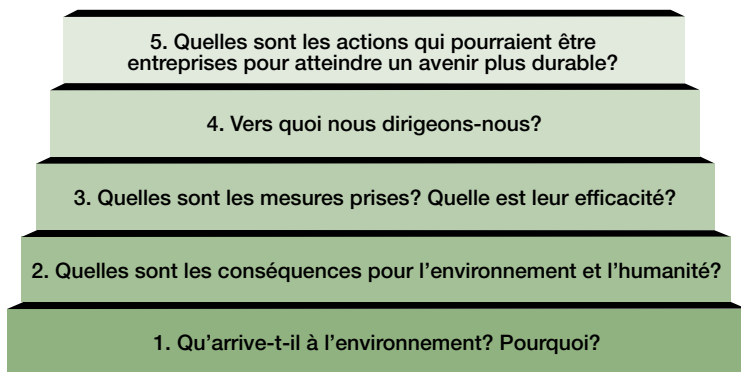 5. Quelles sont les actions qui pourraient être
entreprises pour atteindre un avenir plus durable?
4. Vers quoi nous dirigeons-nous?
3. Quelles sont les mesures prises? Quelle est leur efficacité?
2. Quelles sont les conséquences pour l’environnement et l’humanité?
1. Qu’arrive-t-il à l’environnement? Pourquoi?